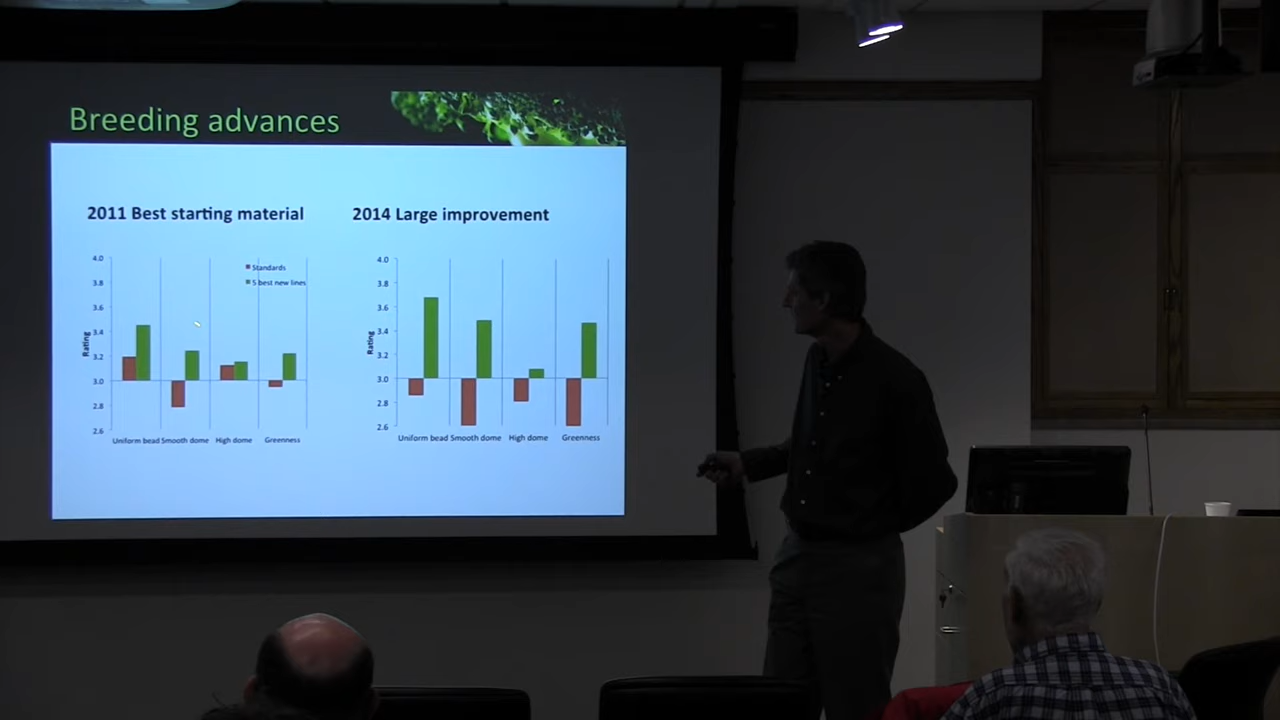 Breeding advances
2011 Best starting material
2014 Large improvement
4.0
3.8
3.6
3.4
3.2
3.0
2.8
2.6
Rating
Standards
5 best new lines
Uniform bead Smooth dome High dome Greenness
4.0
3.8
3.6
3.4
3.2
3.0
2.8
2.6
Rating
Uniform bead Smooth dome High dome Greenness